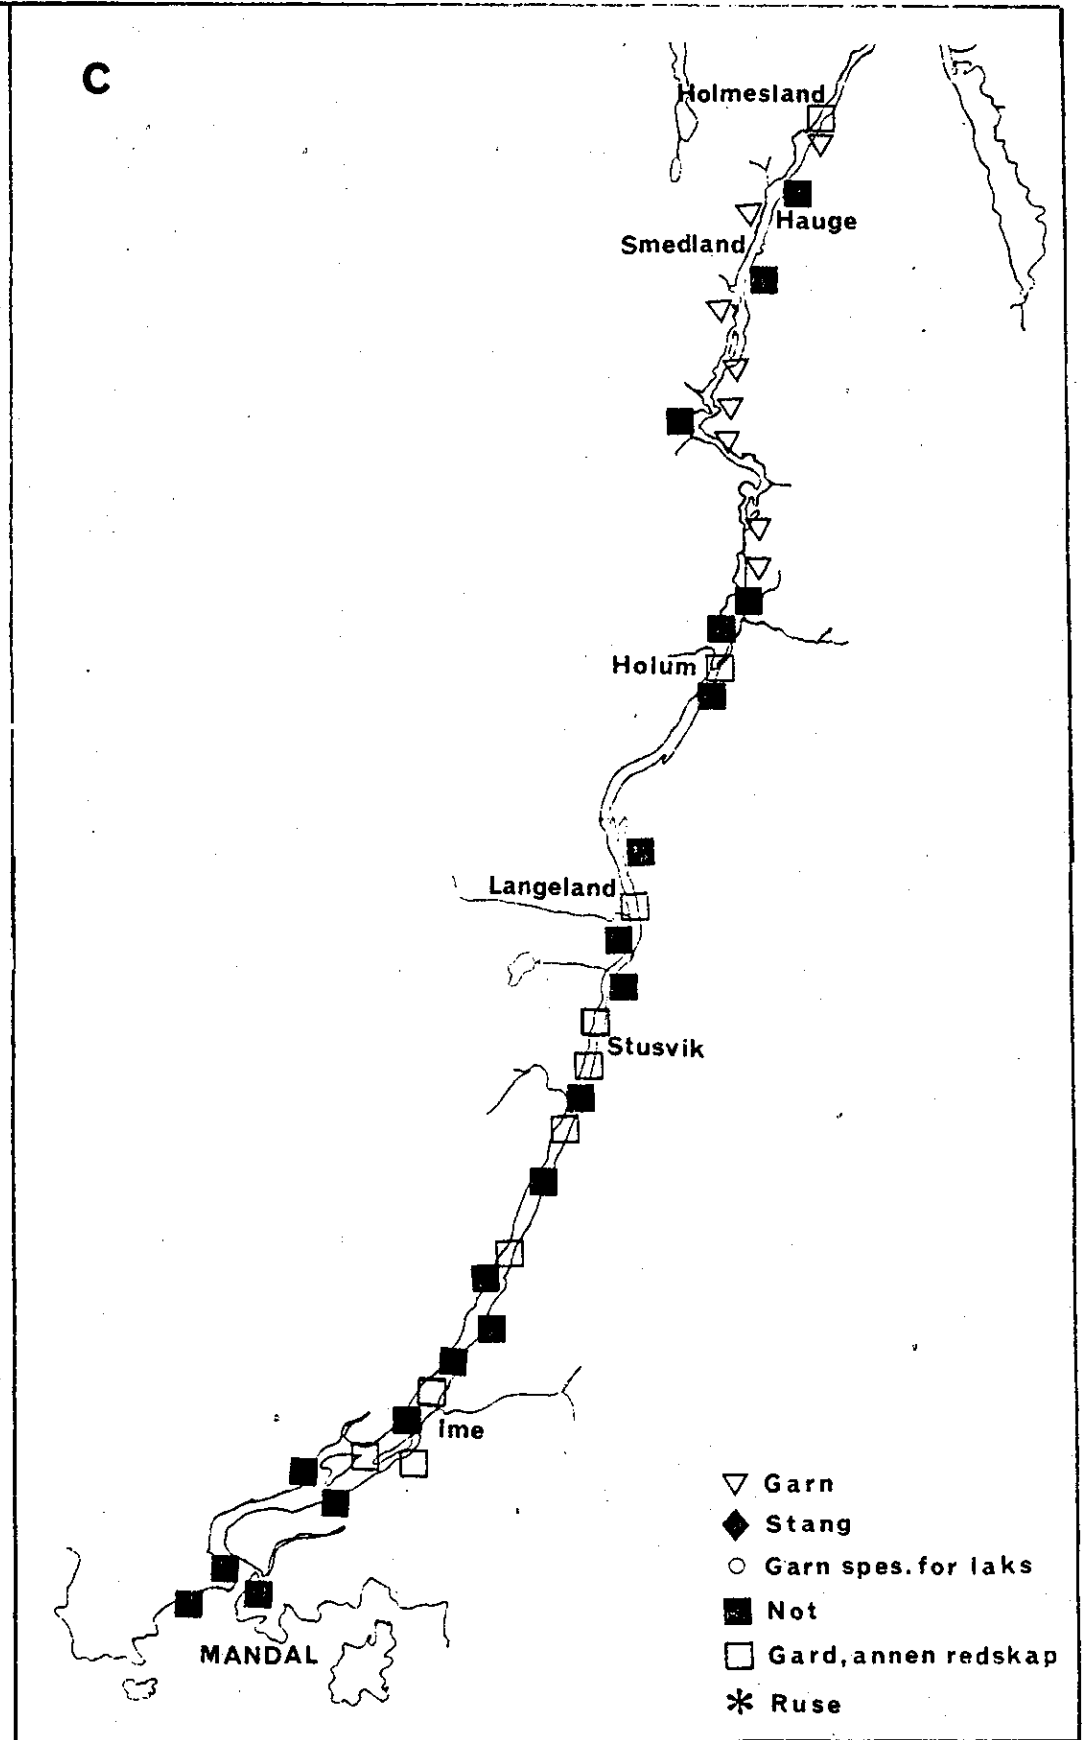 C
Holmesland
Hauge
Smedland
Holum
Langeland
Stusvik
ime
MANDAL
Garn
Stang
Garn spes. for laks
Not
Gard, annen redskap
Ruse